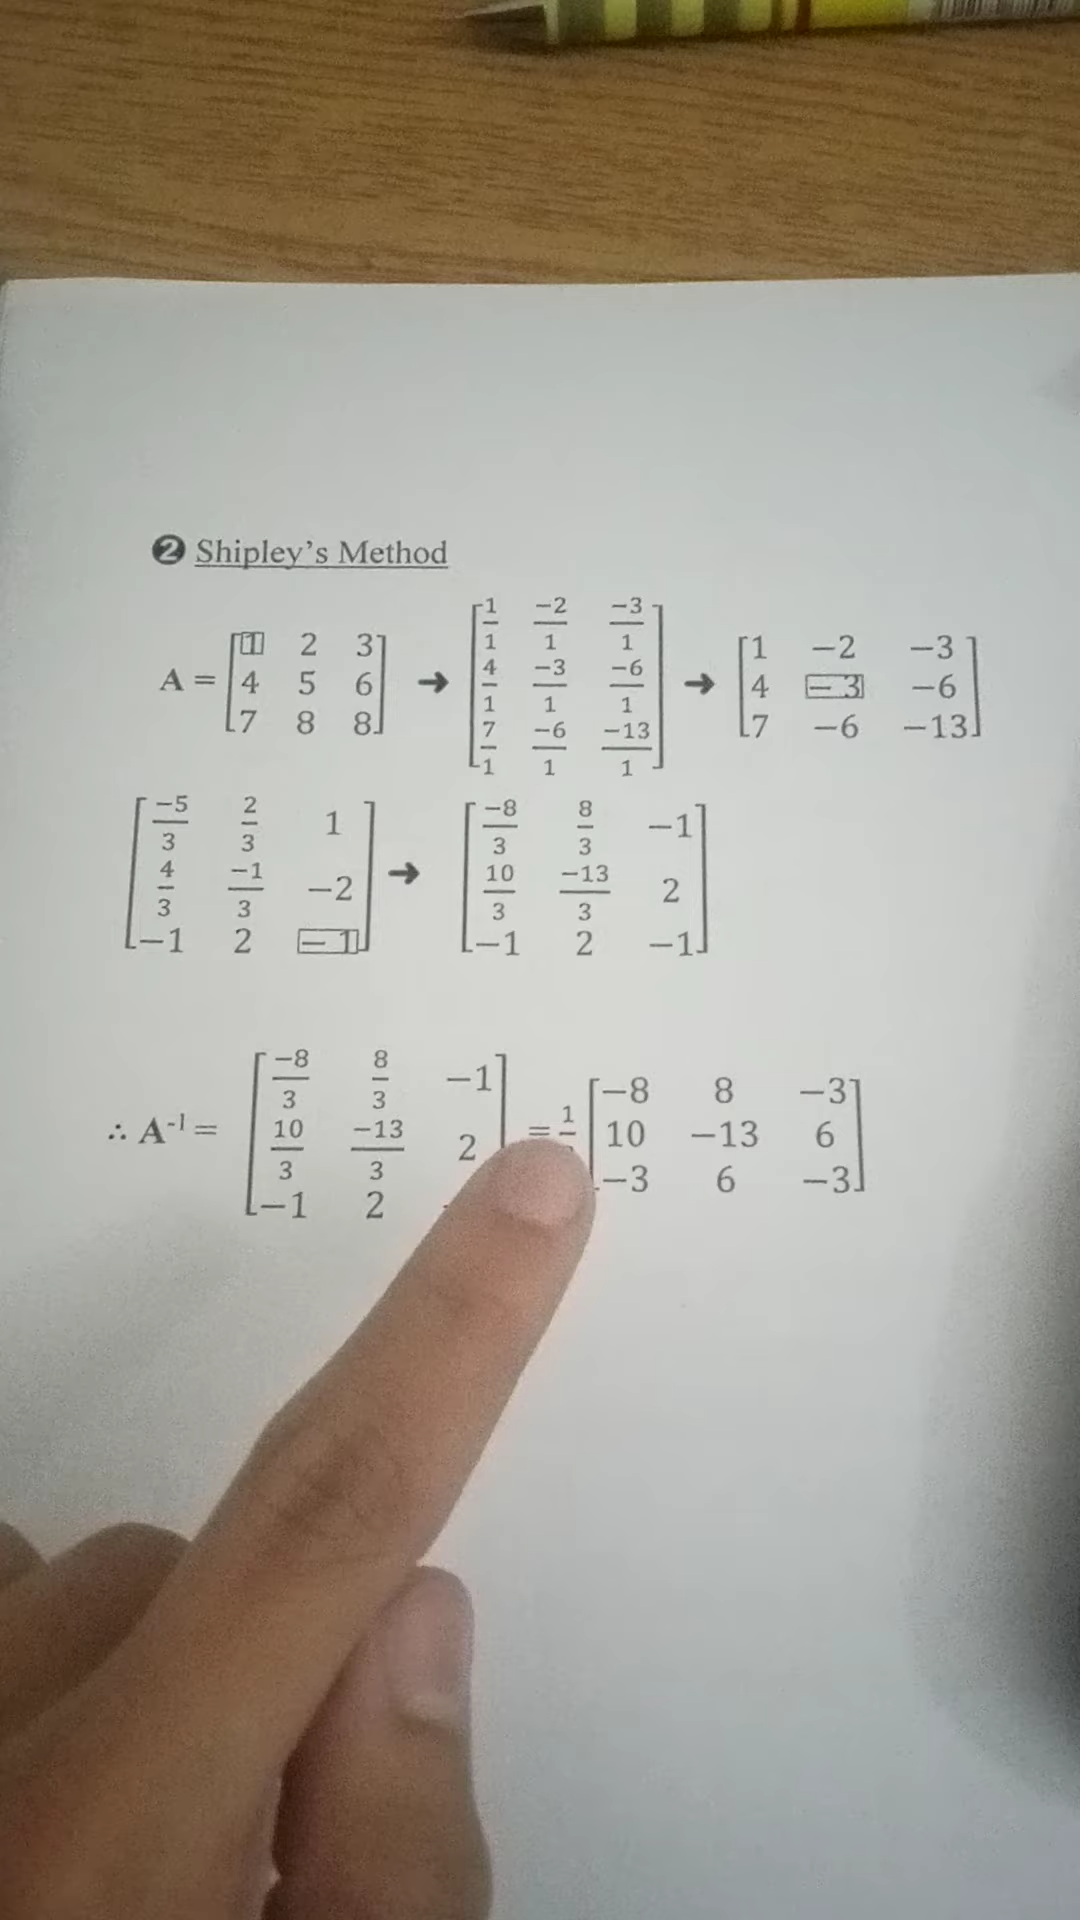 ❷ Shipley's Method
A = [1 2 3; 4 5 6; 7 8 8] → [1/1 -2/1 -3/1; 4/1 -3/1 -6/1; 7/1 -6/1 -13/1] → [1 -2 -3; 4 -3 -6; 7 -6 -13]
[-5/3 2/3 1; 4/3 -1/3 -2; -1 2 -1] → [-8/3 8/3 -1; 10/3 -13/3 2; -1 2 -1]
∴ A⁻¹ = [-8/3 8/3 -1; 10/3 -13/3 2; -1 2] = 1/ [-8 8 -3; 10 -13 6; -3 6 -3]